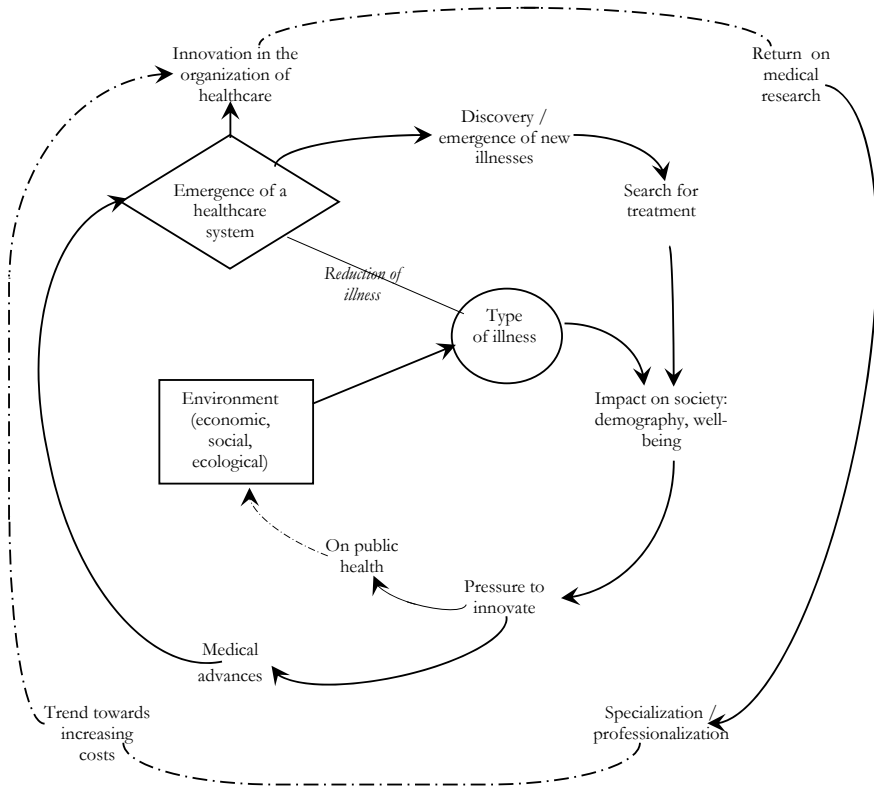 Innovation in the
organization of
healthcare
Return on
medical
research
Discovery /
emergence of new
illnesses
Emergence of a
healthcare
system
Search for
treatment
Reduction of
illness
Type
of illness
Environment
(economic,
social,
ecological)
Impact on society:
demography, well-
being
On public
health
Pressure to
innovate
Medical
advances
Trend towards
increasing
costs
Specialization /
professionalization